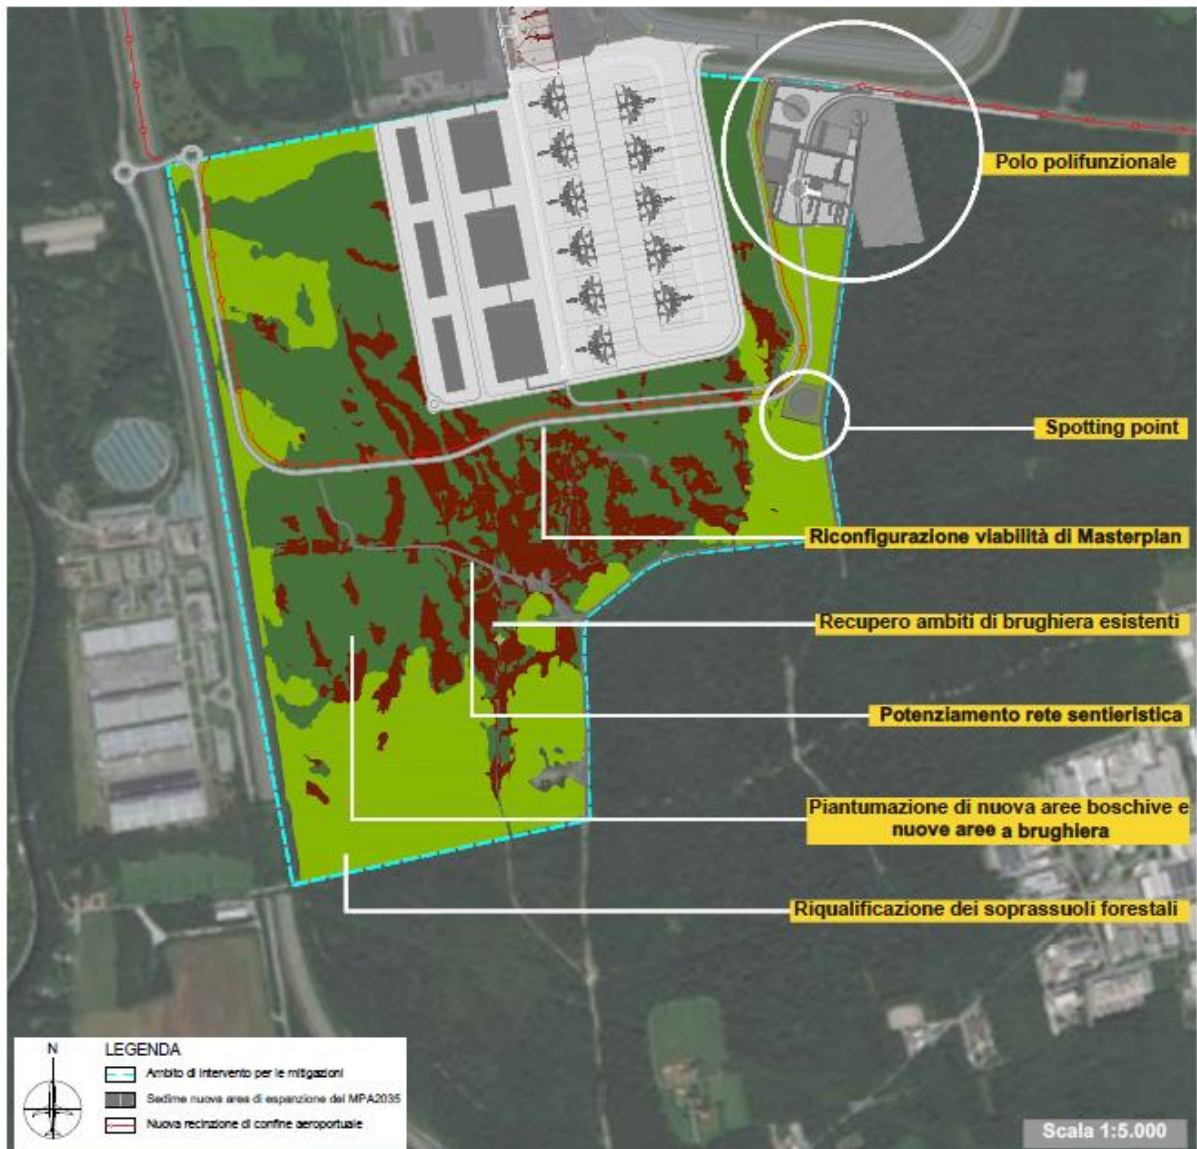 Polo polifunzionale
Spotting point
Riconfigurazione viabilità di Masterplan
Recupero ambiti di brughiera esistenti
Potenziamento rete sentieristica
Piantumazione di nuova aree boschive e
nuove aree a brughiera
Riqualificazione dei soprassuoli forestali
N
LEGENDA
Ambito di intervento per le mitigazioni
Sedime nuova area di espanzione del MPA2035
Nuova recinzione di confine aeroportuale
Scala 1:5.000